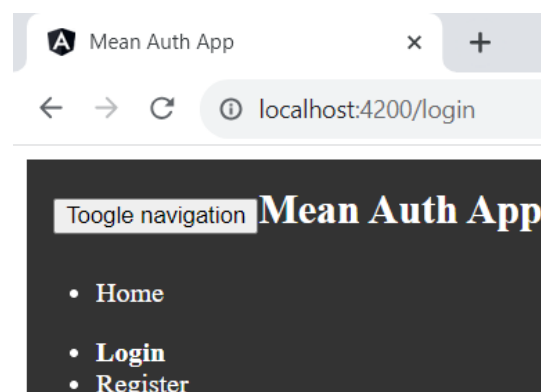 Mean Auth App
localhost:4200/login
Toogle navigation Mean Auth App
Home
Login
Register